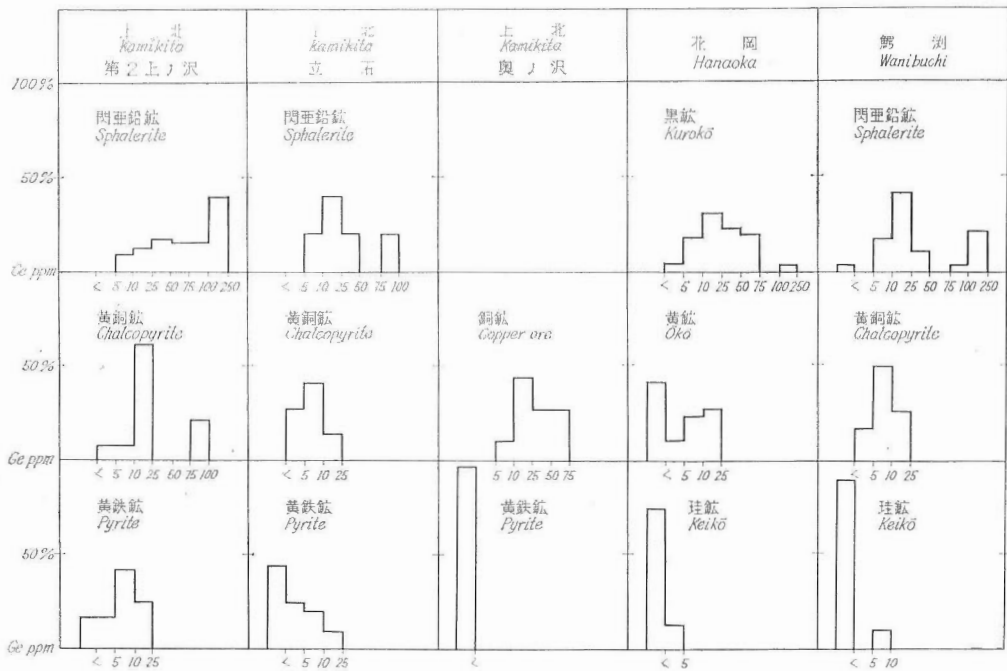 上北
Kamikita
第2上ノ沢
上北
Kamikita
立石
上北
Kamikita
奥ノ沢
花岡
Hanaoka
鰐渕
Wanibuchi
100%
閃亜鉛鉱
Sphalerite
閃亜鉛鉱
Sphalerite
黒鉱
Kurokō
閃亜鉛鉱
Sphalerite
50%
Ge ppm
< 5 10 25 50 75 100 250
< 5 10 25 50 75 100
< 5 10 25 50 75 100 250
< 5 10 25 50 75 100 250
黄銅鉱
Chalcopyrite
黄銅鉱
Chalcopyrite
銅鉱
Copper ore
黄鉱
Ōkō
黄銅鉱
Chalcopyrite
50%
Ge ppm
< 5 10 25 50 75 100
< 5 10 25
< 5 10 25 50 75
< 5 10 25
< 5 10 25
黄鉄鉱
Pyrite
黄鉄鉱
Pyrite
黄鉄鉱
Pyrite
珪鉱
Keikō
珪鉱
Keikō
50%
Ge ppm
< 5 10 25
< 5 10 25
<
< 5
< 5 10